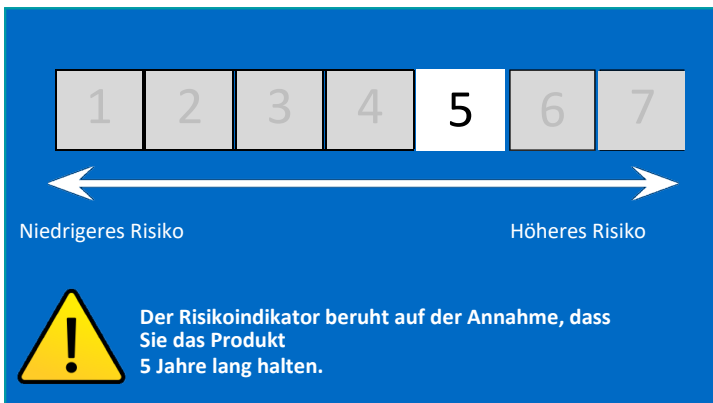 1 2 3 4 5 6 7
Niedrigeres Risiko Höheres Risiko
Der Risikoindikator beruht auf der Annahme, dass
Sie das Produkt
5 Jahre lang halten.